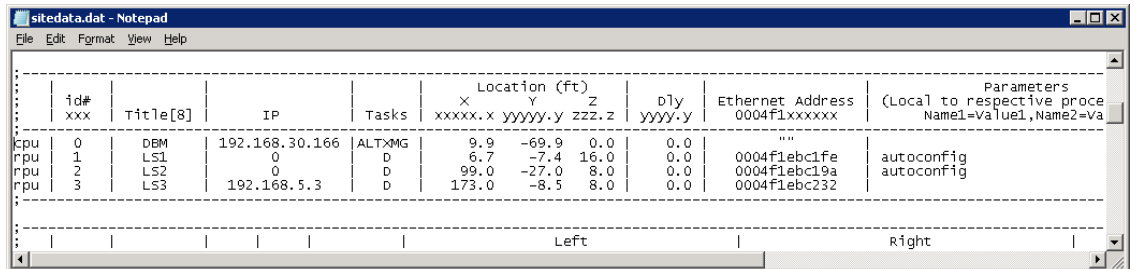 sitedata.dat - Notepad
File Edit Format View Help
;-----------------------------------------------------------------------------------------------
; | | | | | Location (ft) | | | Parameters
; | id# | | | | X Y Z | Dly | Ethernet Address | (Local to respective proce
; | xxx | Title[8] | IP | Tasks | xxxxx.x yyyyy.y zzz.z | yyyy.y | 0004f1xxxxxx | Name1=Value1,Name2=Va
;-----------------------------------------------------------------------------------------------
cpu | 0 | DBM | 192.168.30.166 |ALTXMG | 9.9 -69.9 0.0 | 0.0 | "" |
rpu | 1 | LS1 | 0 | D | 6.7 -7.4 16.0 | 0.0 | 0004f1ebc1fe | autoconfig
rpu | 2 | LS2 | 0 | D | 99.0 -27.0 8.0 | 0.0 | 0004f1ebc19a | autoconfig
rpu | 3 | LS3 | 192.168.5.3 | D | 173.0 -8.5 8.0 | 0.0 | 0004f1ebc232 |
;-----------------------------------------------------------------------------------------------
;-----------------------------------------------------------------------------------------------
; | | | | | | Left | Right |